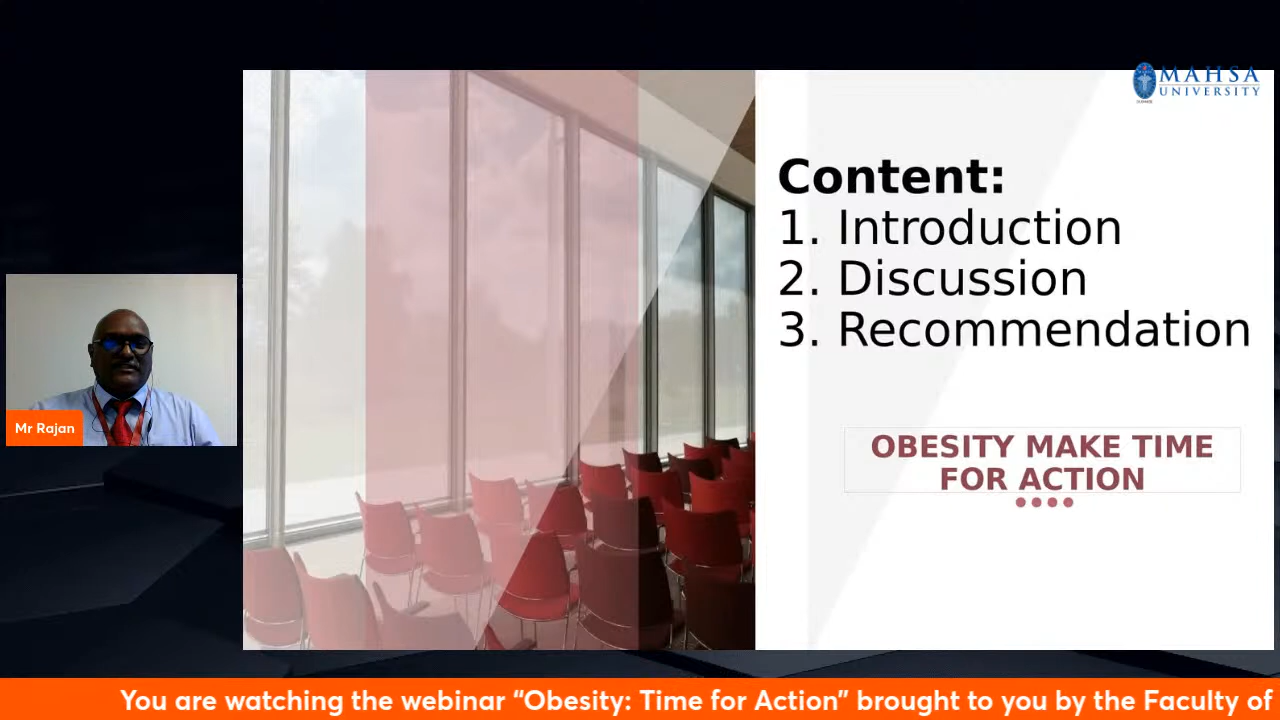 MAHSA
UNIVERSITY
Content:
1. Introduction
2. Discussion
3. Recommendation
OBESITY MAKE TIME
FOR ACTION
Mr Rajan
You are watching the webinar “Obesity: Time for Action” brought to you by the Faculty of